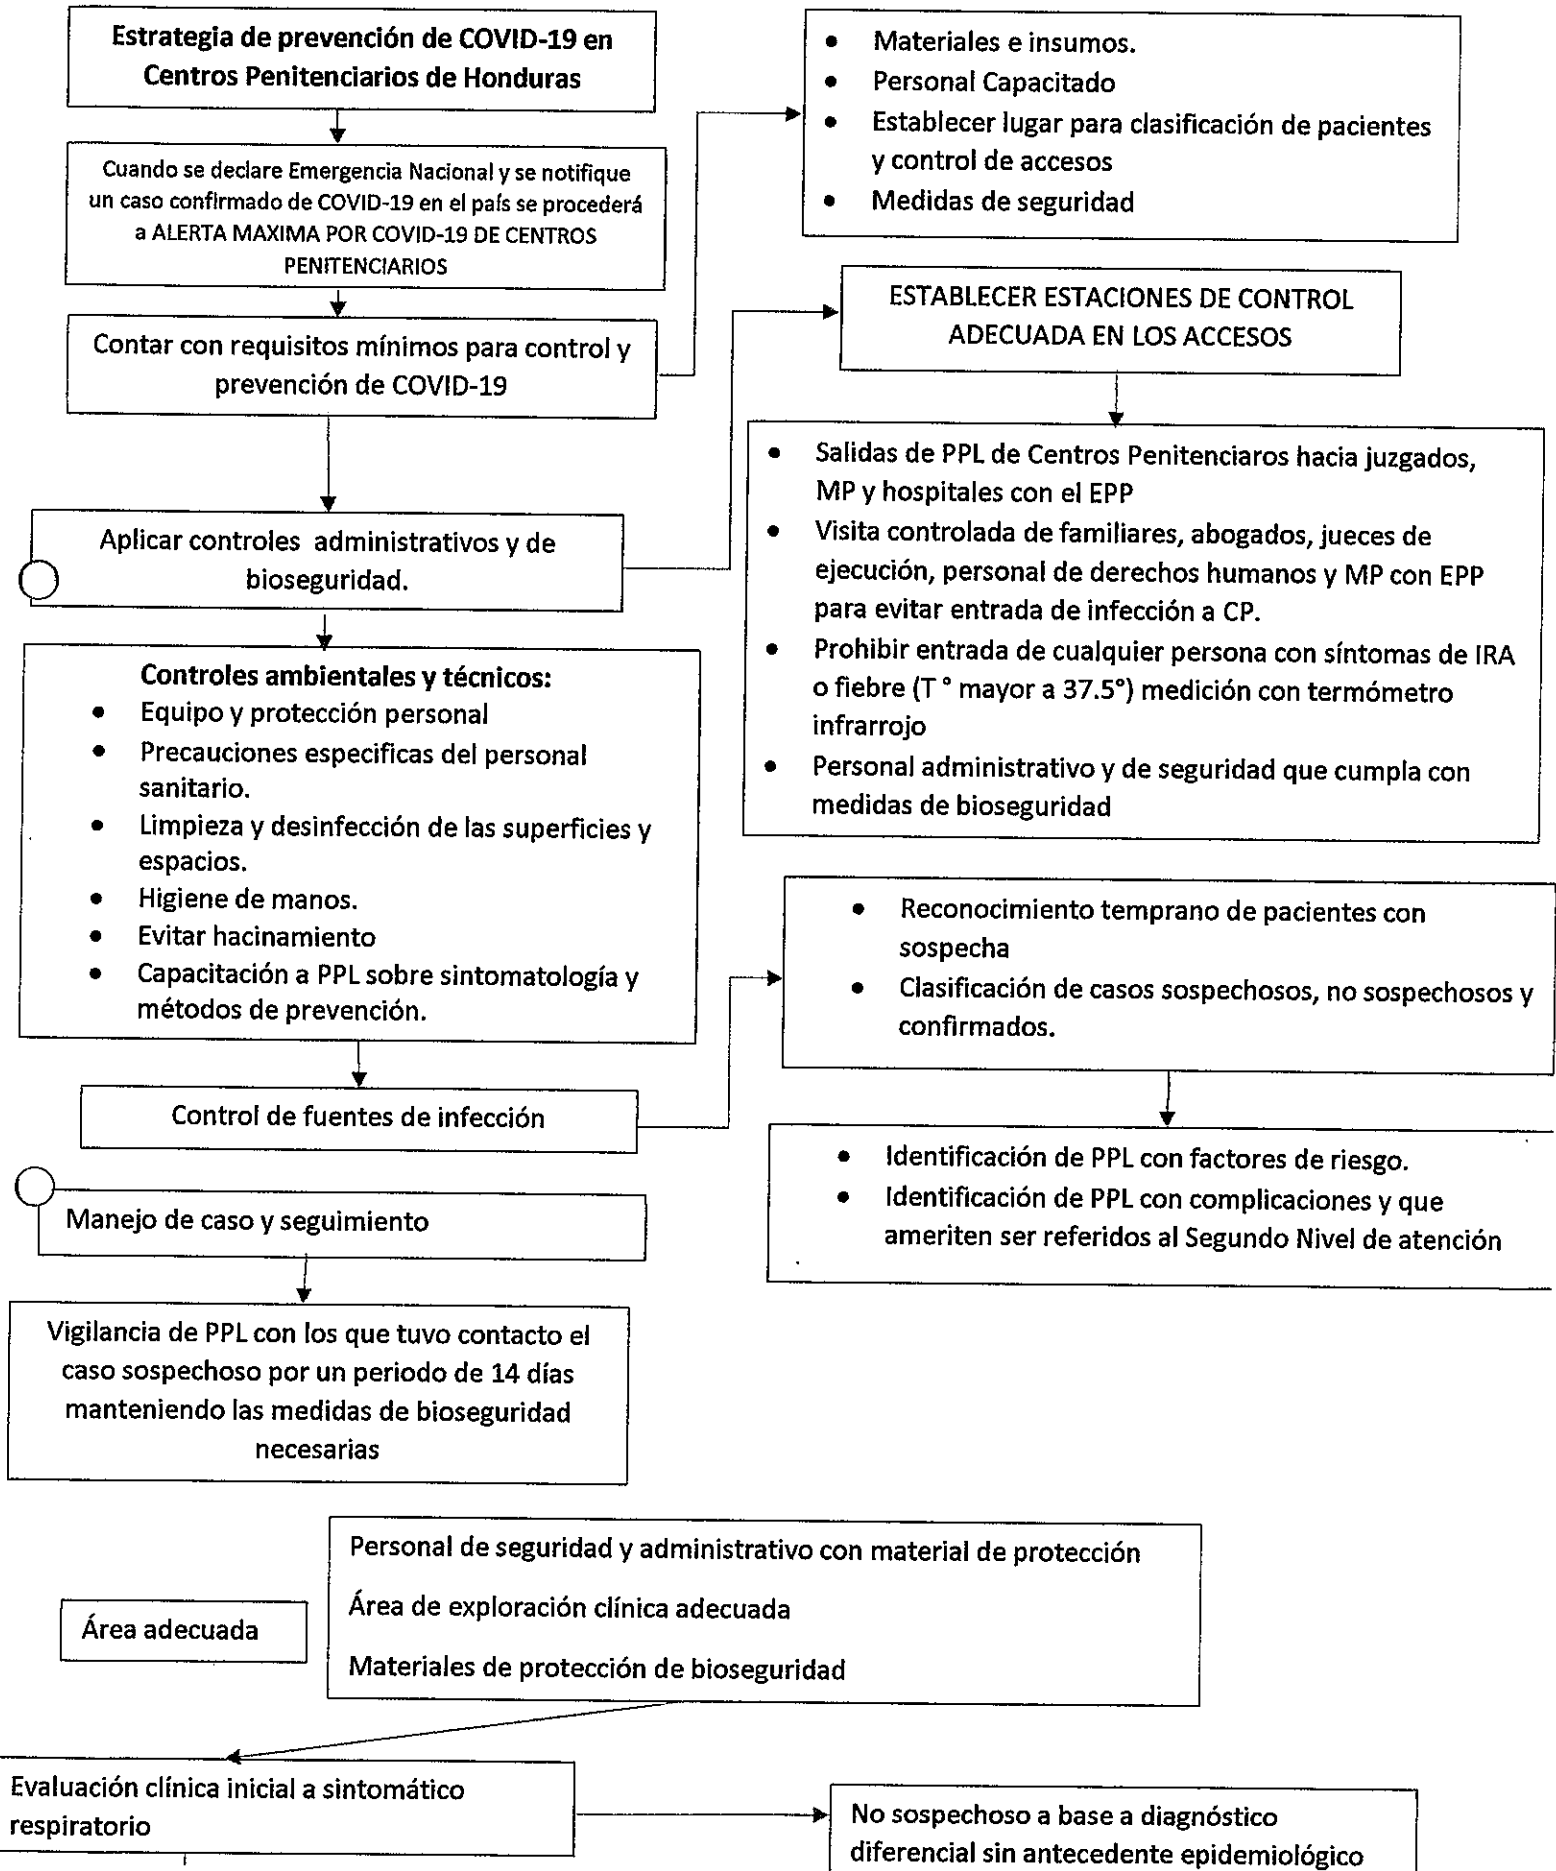 Estrategia de prevención de COVID-19 en
Centros Penitenciarios de Honduras
Cuando se declare Emergencia Nacional y se notifique
un caso confirmado de COVID-19 en el país se procederá
a ALERTA MAXIMA POR COVID-19 DE CENTROS
PENITENCIARIOS
Contar con requisitos mínimos para control y
prevención de COVID-19
• Materiales e insumos.
• Personal Capacitado
• Establecer lugar para clasificación de pacientes
y control de accesos
• Medidas de seguridad
Aplicar controles administrativos y de
bioseguridad.
ESTABLECER ESTACIONES DE CONTROL
ADECUADA EN LOS ACCESOS
• Salidas de PPL de Centros Penitenciaros hacia juzgados,
MP y hospitales con el EPP
• Visita controlada de familiares, abogados, jueces de
ejecución, personal de derechos humanos y MP con EPP
para evitar entrada de infección a CP.
• Prohibir entrada de cualquier persona con síntomas de IRA
o fiebre (T ° mayor a 37.5°) medición con termómetro
infrarrojo
• Personal administrativo y de seguridad que cumpla con
medidas de bioseguridad
Controles ambientales y técnicos:
• Equipo y protección personal
• Precauciones especificas del personal
sanitario.
• Limpieza y desinfección de las superficies y
espacios.
• Higiene de manos.
• Evitar hacinamiento
• Capacitación a PPL sobre sintomatología y
métodos de prevención.
Control de fuentes de infección
• Reconocimiento temprano de pacientes con
sospecha
• Clasificación de casos sospechosos, no sospechosos y
confirmados.
• Identificación de PPL con factores de riesgo.
• Identificación de PPL con complicaciones y que
ameriten ser referidos al Segundo Nivel de atención
Manejo de caso y seguimiento
Vigilancia de PPL con los que tuvo contacto el
caso sospechoso por un periodo de 14 días
manteniendo las medidas de bioseguridad
necesarias
Área adecuada
Personal de seguridad y administrativo con material de protección
Área de exploración clínica adecuada
Materiales de protección de bioseguridad
Evaluación clínica inicial a sintomático
respiratorio
No sospechoso a base a diagnóstico
diferencial sin antecedente epidemiológico